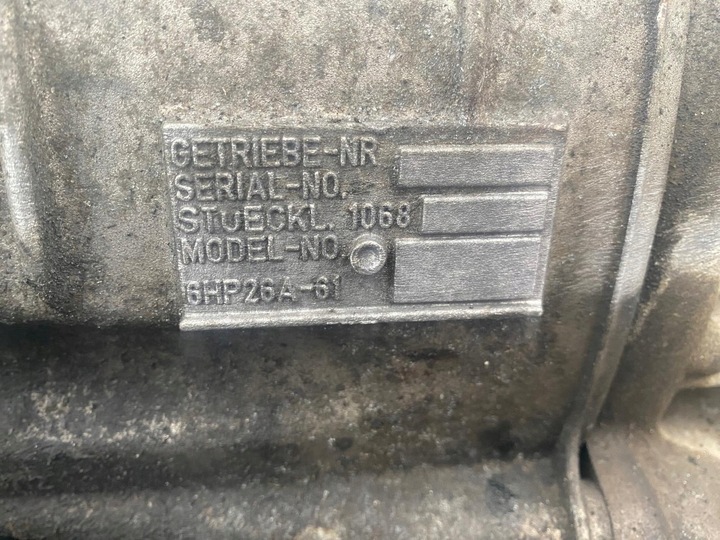 GETRIEBE-NR
SERIAL-NO.
STUECKL. 1068
MODEL-NO.
6HP26A-61